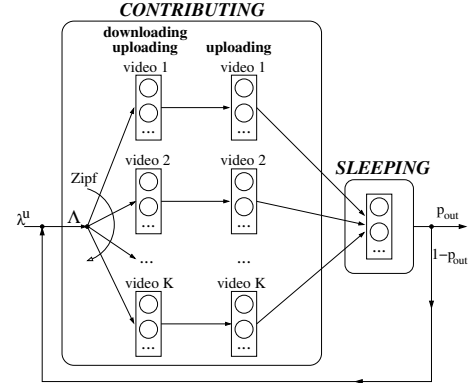 CONTRIBUTING
downloading
uploading uploading
video 1 video 1
...
...
video 2 video 2
SLEEPING
Zipf
...
...
...
λᵘ Λ
p_out
1−p_out
...
...
video K video K
...
...